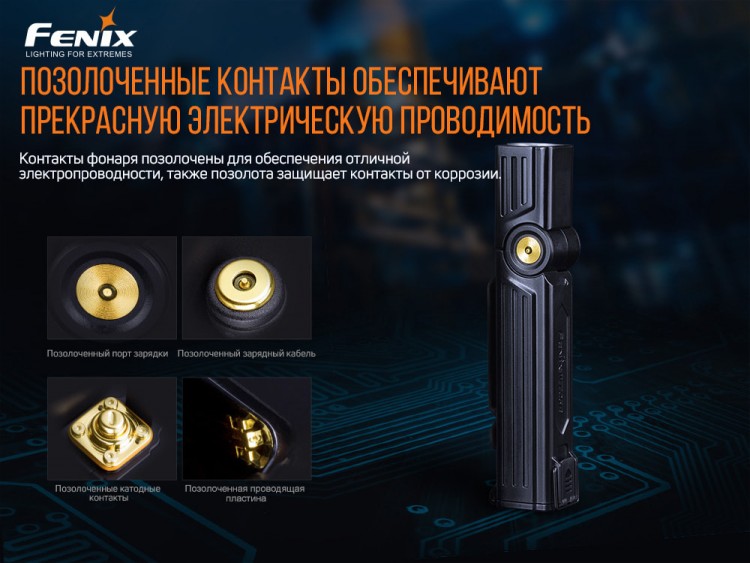 FENIX
LIGHTING FOR EXTREMES
ПОЗОЛОЧЕННЫЕ КОНТАКТЫ ОБЕСПЕЧИВАЮТ
ПРЕКРАСНУЮ ЭЛЕКТРИЧЕСКУЮ ПРОВОДИМОСТЬ
Контакты фонаря позолочены для обеспечения отличной
электропроводности, также позолота защищает контакты от коррозии.
Позолоченный порт зарядки
Позолоченный зарядный кабель
Позолоченные катодные
контакты
Позолоченная проводящая
пластина